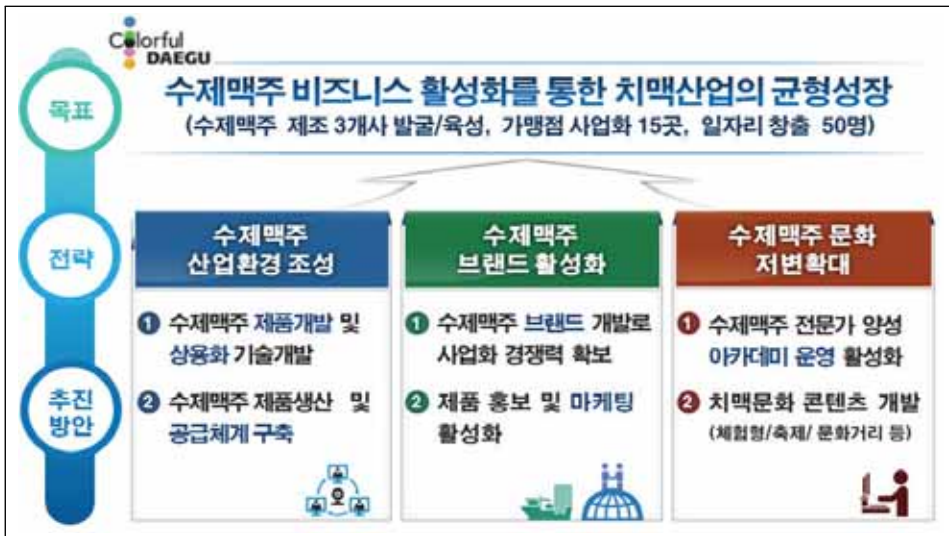 Colorful
DAEGU
목표
수제맥주 비즈니스 활성화를 통한 치맥산업의 균형성장
(수제맥주 제조 3개사 발굴/육성, 가맹점 사업화 15곳, 일자리 창출 50명)
전략
수제맥주
산업환경 조성
수제맥주
브랜드 활성화
수제맥주 문화
저변확대
추진
방안
1 수제맥주 제품개발 및
상용화 기술개발
2 수제맥주 제품생산 및
공급체계 구축
1 수제맥주 브랜드 개발로
사업화 경쟁력 확보
2 제품 홍보 및 마케팅
활성화
1 수제맥주 전문가 양성
아카데미 운영 활성화
2 치맥문화 콘텐츠 개발
(체험형/축제/ 문화거리 등)